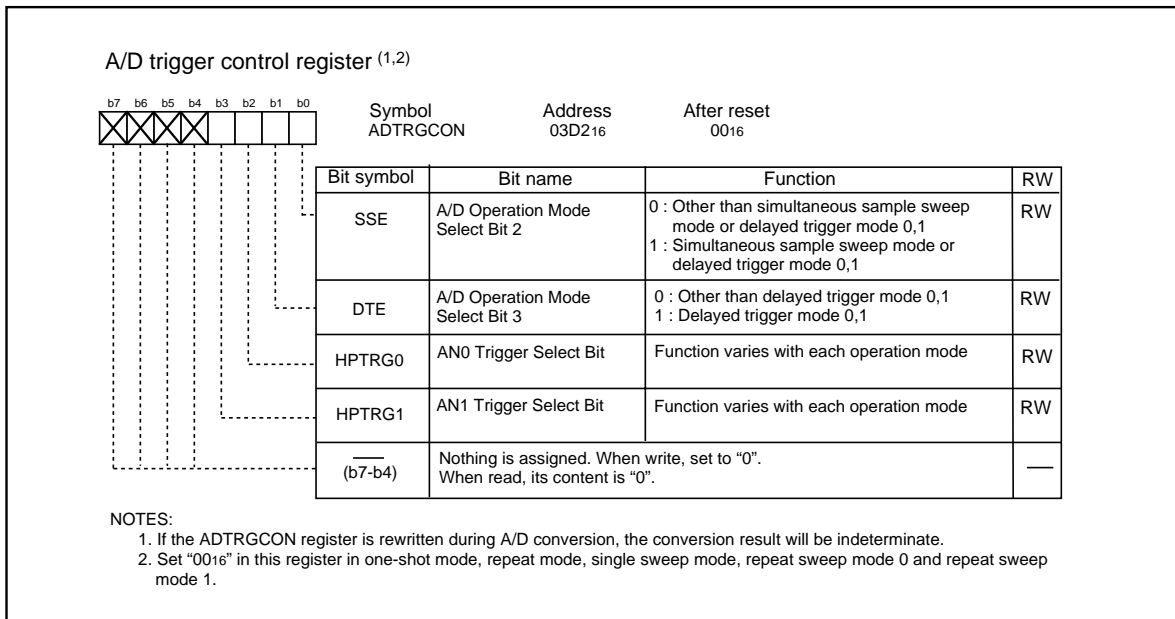 A/D trigger control register (1,2)
b7 b6 b5 b4 b3 b2 b1 b0
Symbol Address After reset
ADTRGCON 03D216 0016
Bit symbol Bit name Function RW
SSE
A/D Operation Mode
Select Bit 2
0 : Other than simultaneous sample sweep
mode or delayed trigger mode 0,1
1 : Simultaneous sample sweep mode or
delayed trigger mode 0,1
RW
DTE
A/D Operation Mode
Select Bit 3
0 : Other than delayed trigger mode 0,1
1 : Delayed trigger mode 0,1
RW
HPTRG0 AN0 Trigger Select Bit Function varies with each operation mode RW
HPTRG1 AN1 Trigger Select Bit Function varies with each operation mode RW
(b7-b4)
Nothing is assigned. When write, set to “0”.
When read, its content is “0”.
NOTES:
1. If the ADTRGCON register is rewritten during A/D conversion, the conversion result will be indeterminate.
2. Set “0016” in this register in one-shot mode, repeat mode, single sweep mode, repeat sweep mode 0 and repeat sweep
mode 1.